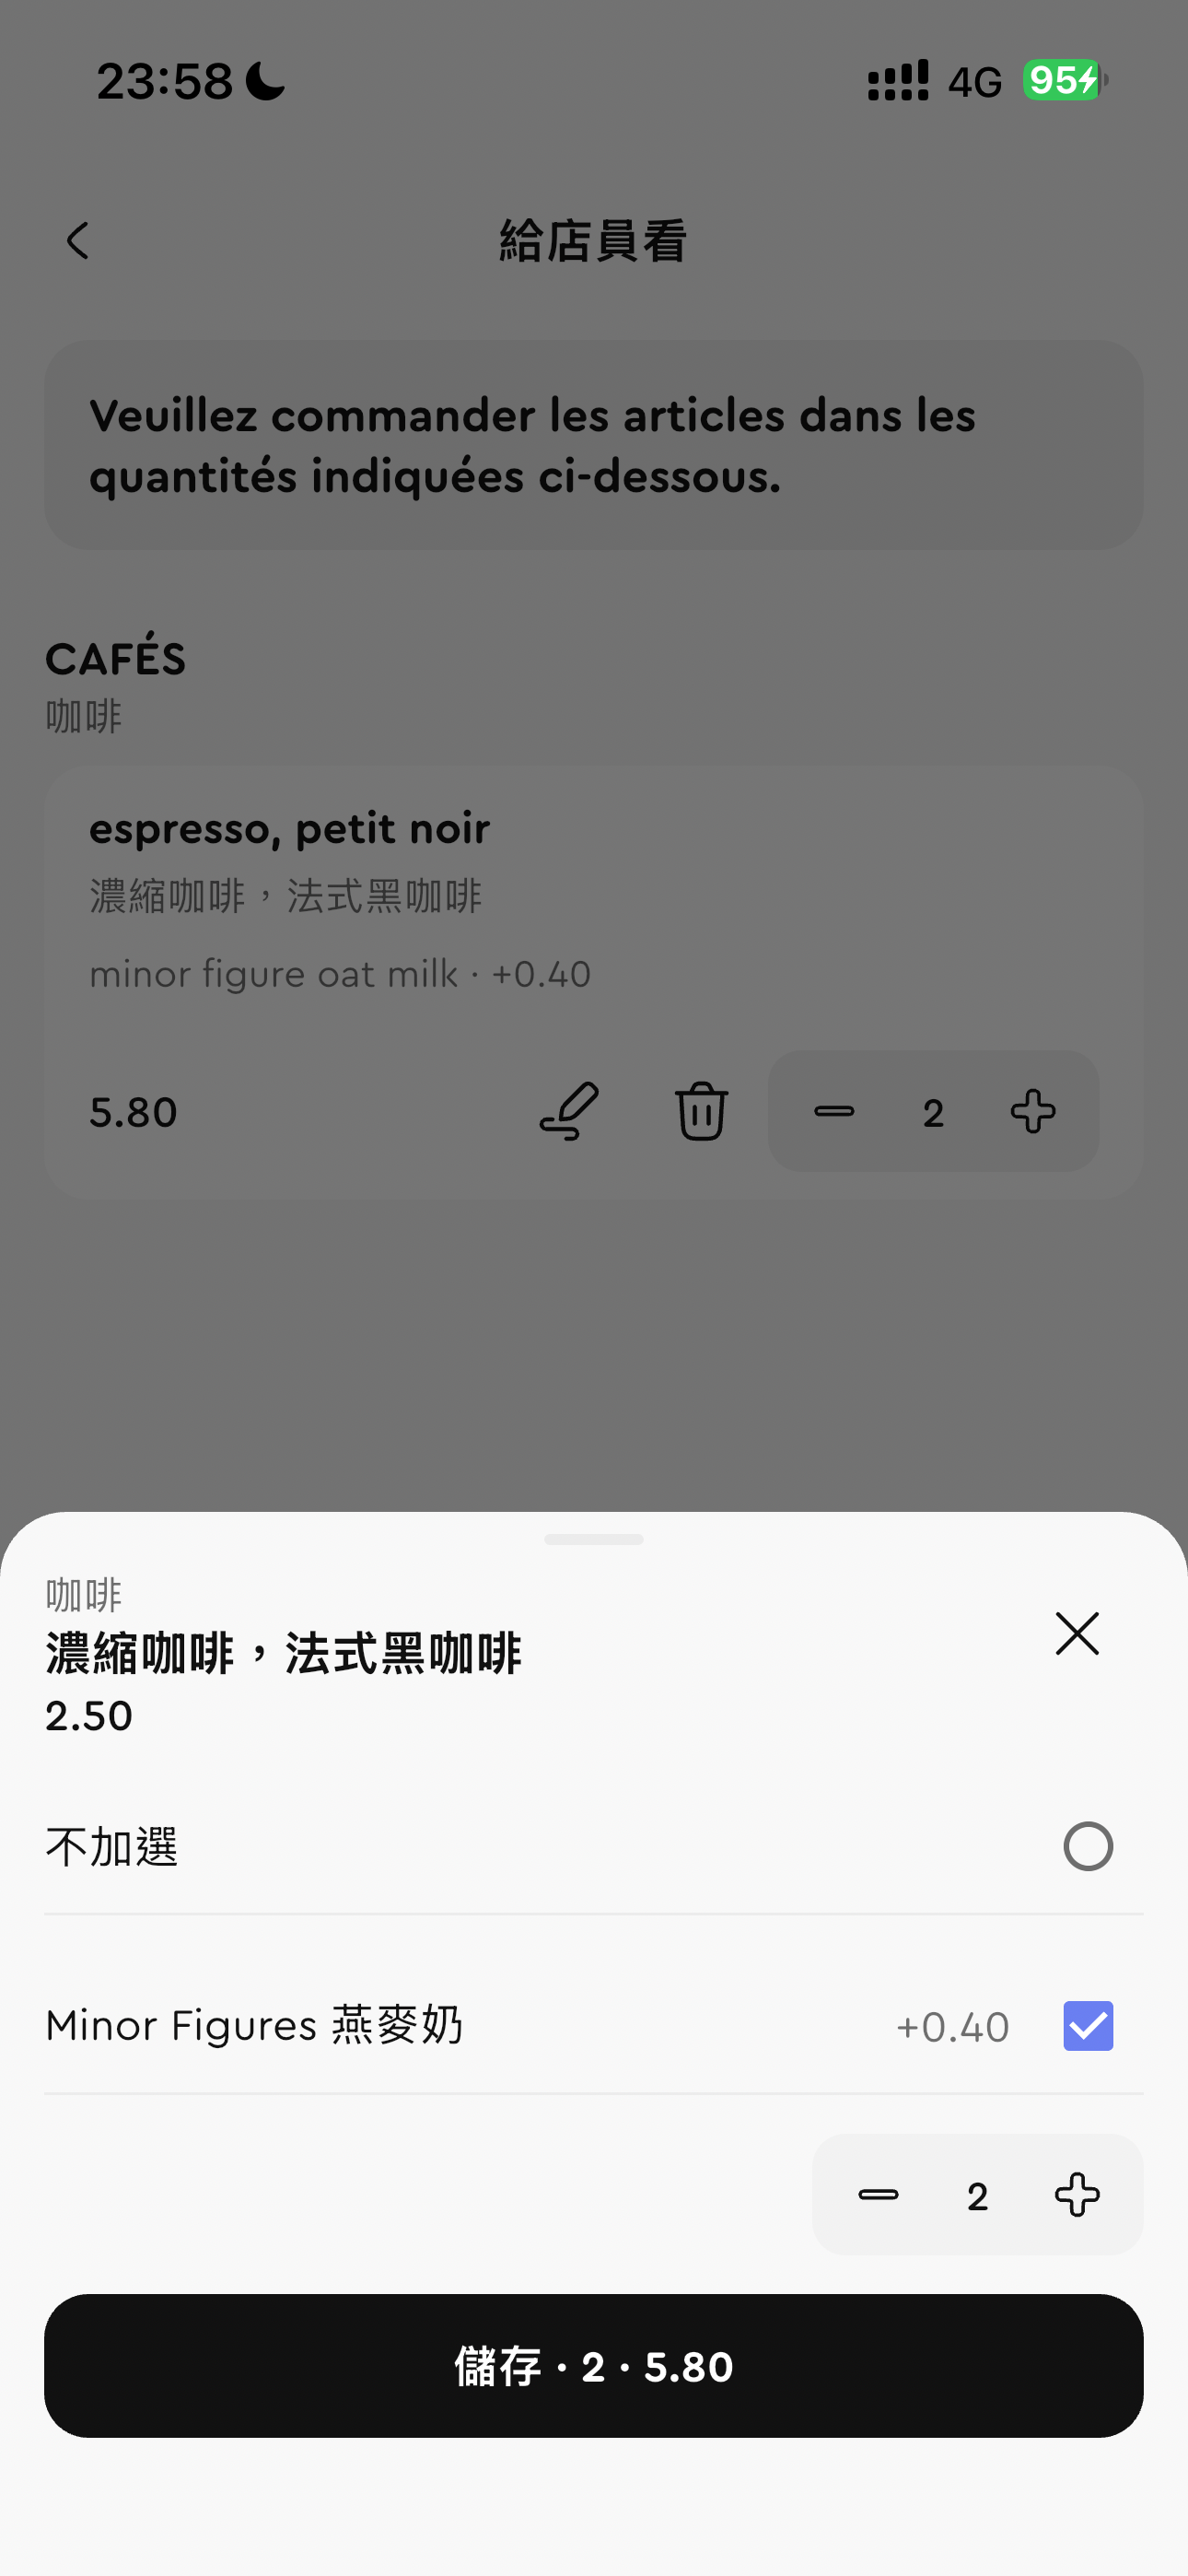 23:58
4G
95
給店員看
Veuillez commander les articles dans les
quantités indiquées ci-dessous.
CAFÉS
咖啡
espresso, petit noir
濃縮咖啡，法式黑咖啡
minor figure oat milk · +0.40
5.80
2
咖啡
濃縮咖啡，法式黑咖啡
2.50
不加選
Minor Figures 燕麥奶 +0.40
2
儲存 · 2 · 5.80